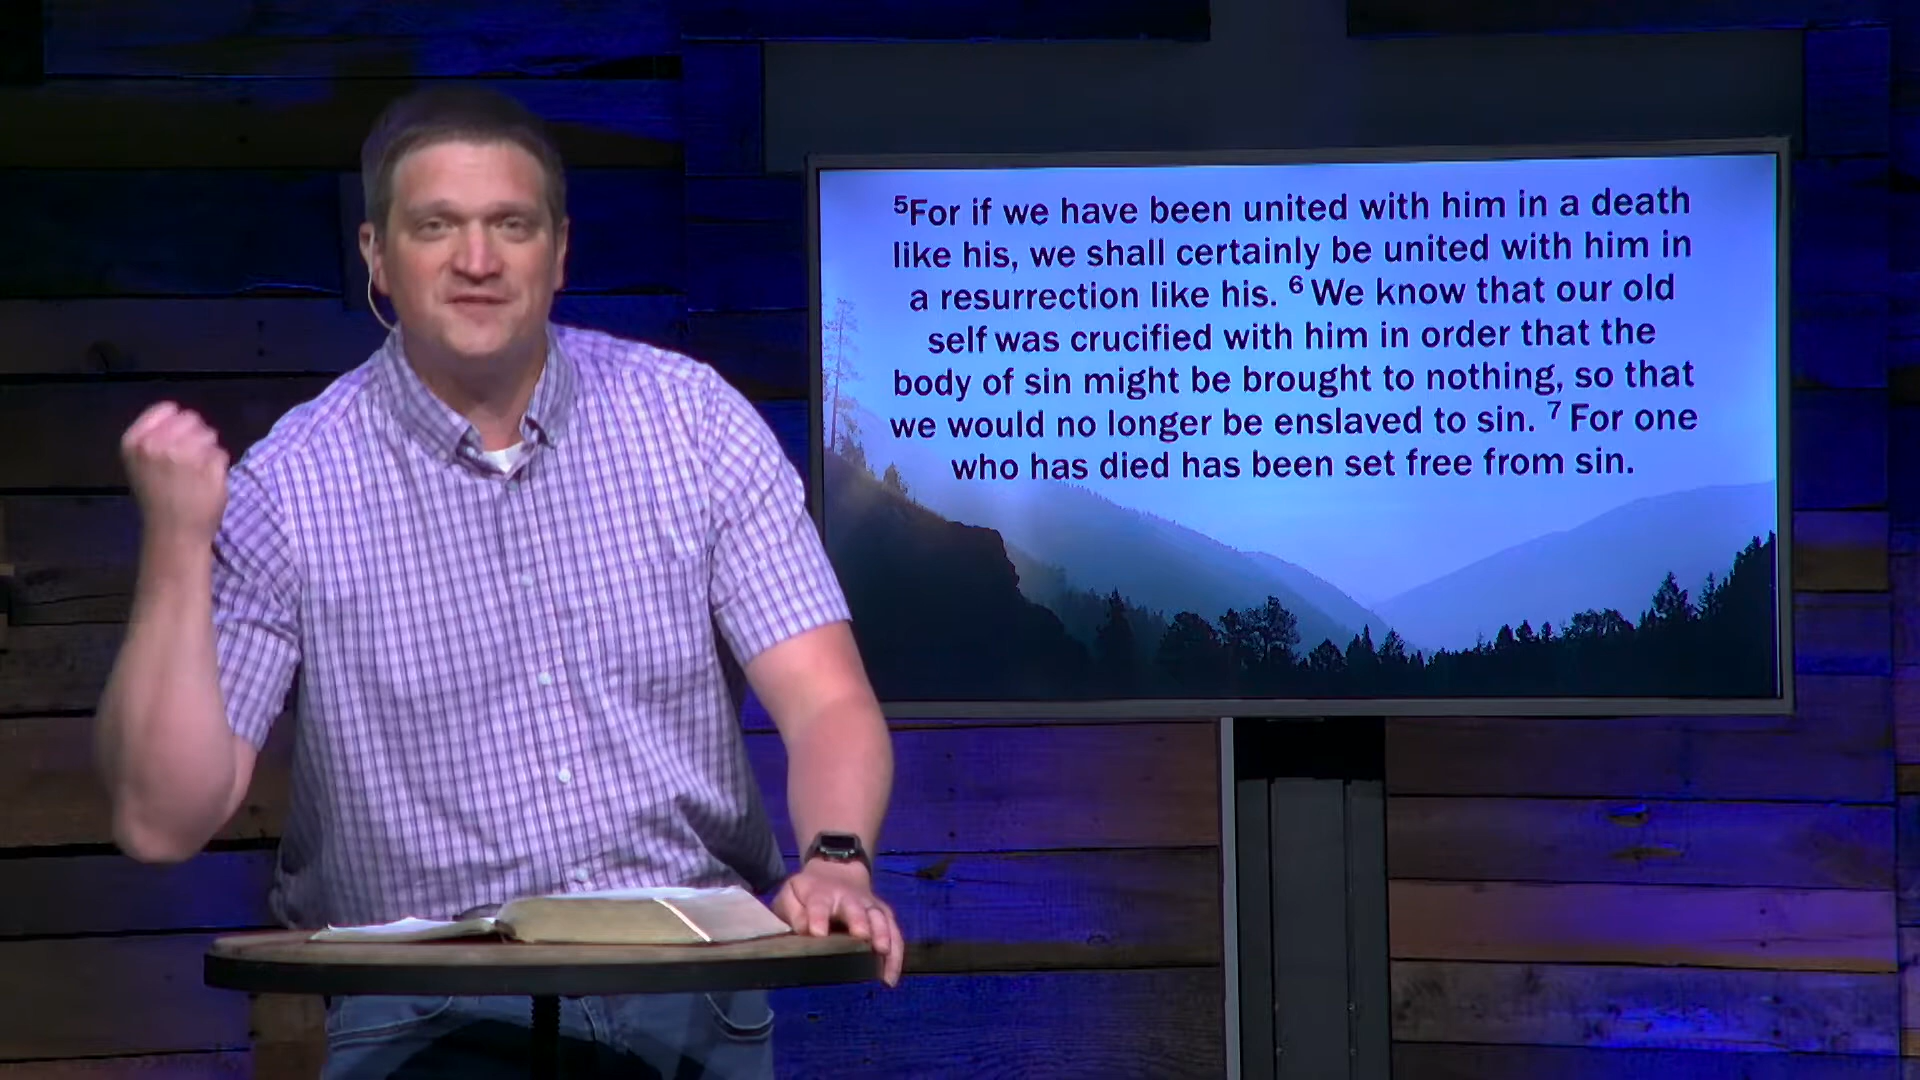 ⁵For if we have been united with him in a death
like his, we shall certainly be united with him in
a resurrection like his. ⁶ We know that our old
self was crucified with him in order that the
body of sin might be brought to nothing, so that
we would no longer be enslaved to sin. ⁷ For one
who has died has been set free from sin.